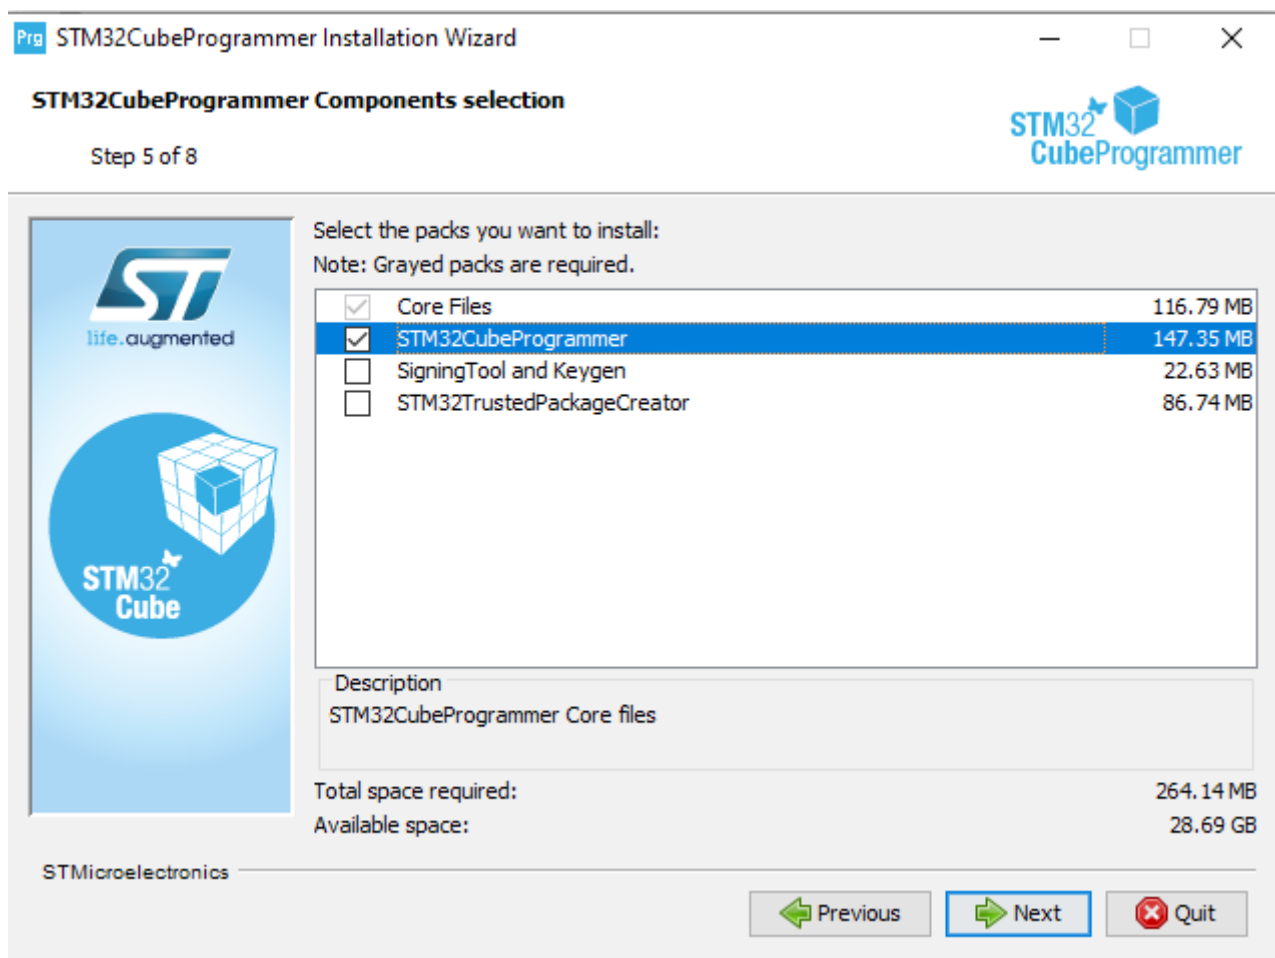 Prg STM32CubeProgrammer Installation Wizard
STM32CubeProgrammer Components selection
Step 5 of 8
STM32
CubeProgrammer
ST
life.augmented
STM32
Cube
Select the packs you want to install:
Note: Grayed packs are required.
Core Files 116.79 MB
STM32CubeProgrammer 147.35 MB
SigningTool and Keygen 22.63 MB
STM32TrustedPackageCreator 86.74 MB
Description
STM32CubeProgrammer Core files
Total space required: 264.14 MB
Available space: 28.69 GB
STMicroelectronics
Previous Next Quit